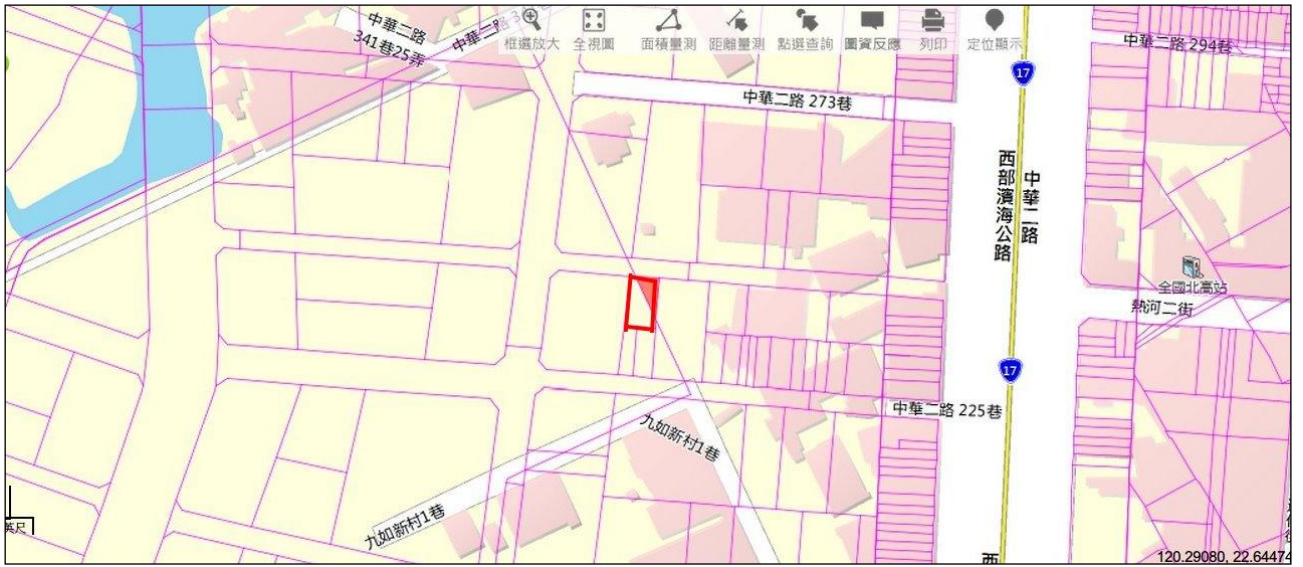 中華二路
341巷25弄
中華二路
框選放大
全視圖
面積量測
距離量測
點選查詢
圖資反應
列印
定位顯示
中華二路 294巷
17
中華二路 273巷
西部濱海公路
中華二路
全國北高站
熱河二街
17
中華二路 225巷
九如新村1巷
九如新村1巷
英尺
西
120.29080, 22.64474